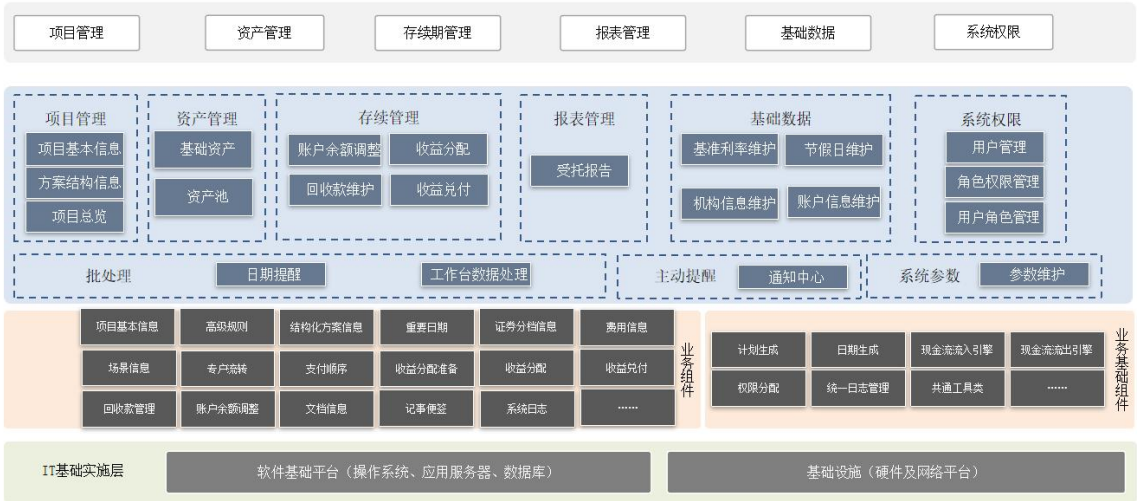 项目管理
资产管理
存续期管理
报表管理
基础数据
系统权限
项目管理
项目基本信息
方案结构信息
项目总览
资产管理
基础资产
资产池
存续管理
账户余额调整
收益分配
回收款维护
收益兑付
报表管理
受托报告
基础数据
基准利率维护
节假日维护
机构信息维护
账户信息维护
系统权限
用户管理
角色权限管理
用户角色管理
批处理
日期提醒
工作台数据处理
主动提醒
通知中心
系统参数
参数维护
项目基本信息
高级规则
结构化方案信息
重要日期
证券分档信息
费用信息
场景信息
专户流转
支付顺序
收益分配准备
收益分配
收益兑付
回收款管理
账户余额调整
文档信息
记事便签
系统日志
……
业务组件
计划生成
日期生成
现金流流入引擎
现金流流出引擎
权限分配
统一日志管理
共通工具类
……
业务基础组件
IT基础实施层
软件基础平台（操作系统、应用服务器、数据库）
基础设施（硬件及网络平台）